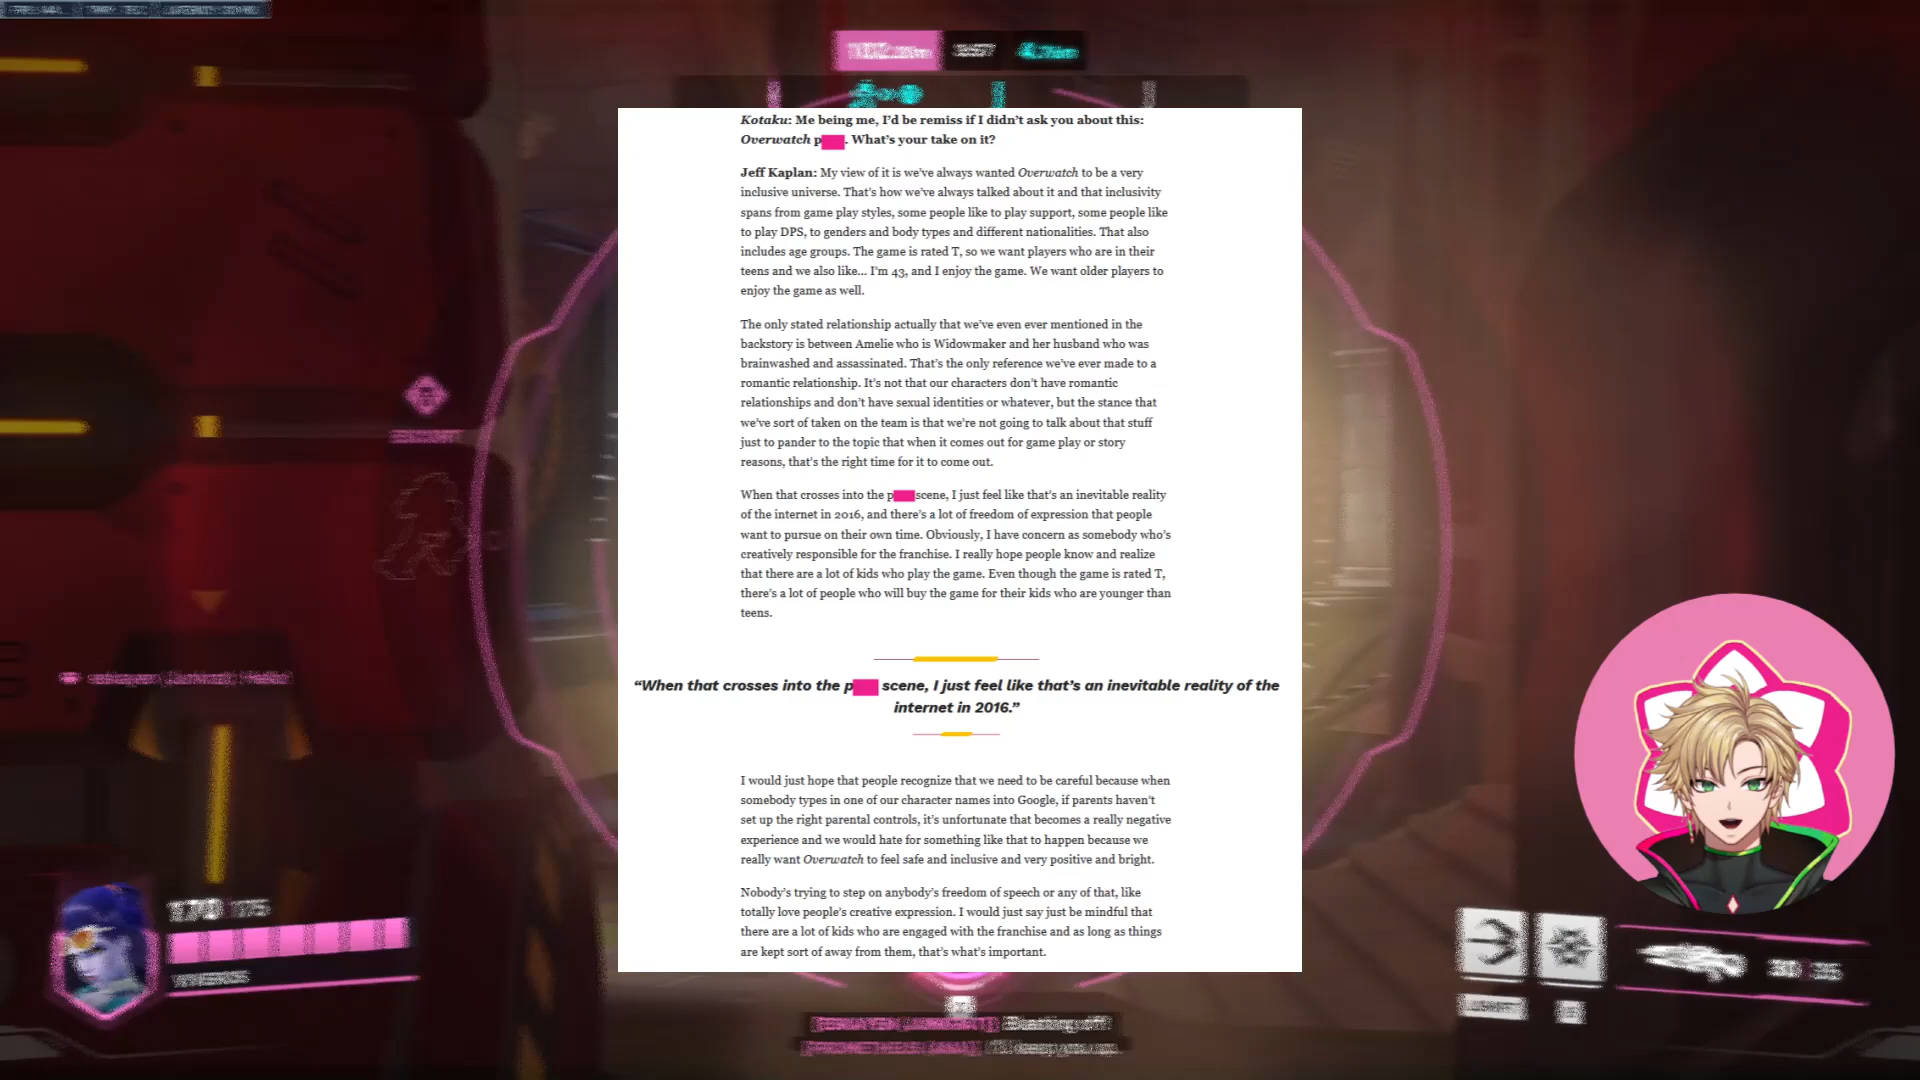 Kotaku: Me being me, I'd be remiss if I didn't ask you about this:
Overwatch p. What's your take on it?
Jeff Kaplan: My view of it is we've always wanted Overwatch to be a very
inclusive universe. That's how we've always talked about it and that inclusivity
spans from game play styles, some people like to play support, some people like
to play DPS, to genders and body types and different nationalities. That also
includes age groups. The game is rated T, so we want players who are in their
teens and we also like... I'm 43, and I enjoy the game. We want older players to
enjoy the game as well.
The only stated relationship actually that we've even ever mentioned in the
backstory is between Amelie who is Widowmaker and her husband who was
brainwashed and assassinated. That's the only reference we've ever made to a
romantic relationship. It's not that our characters don't have romantic
relationships and don't have sexual identities or whatever, but the stance that
we've sort of taken on the team is that we're not going to talk about that stuff
just to pander to the topic that when it comes out for game play or story
reasons, that's the right time for it to come out.
When that crosses into the p scene, I just feel like that's an inevitable reality
of the internet in 2016, and there's a lot of freedom of expression that people
want to pursue on their own time. Obviously, I have concern as somebody who's
creatively responsible for the franchise. I really hope people know and realize
that there are a lot of kids who play the game. Even though the game is rated T,
there's a lot of people who will buy the game for their kids who are younger than
teens.
"When that crosses into the p scene, I just feel like that's an inevitable reality of the
internet in 2016."
I would just hope that people recognize that we need to be careful because when
somebody types in one of our character names into Google, if parents haven't
set up the right parental controls, it's unfortunate that becomes a really negative
experience and we would hate for something like that to happen because we
really want Overwatch to feel safe and inclusive and very positive and bright.
Nobody's trying to step on anybody's freedom of speech or any of that, like
totally love people's creative expression. I would just say just be mindful that
there are a lot of kids who are engaged with the franchise and as long as things
are kept sort of away from them, that's what's important.